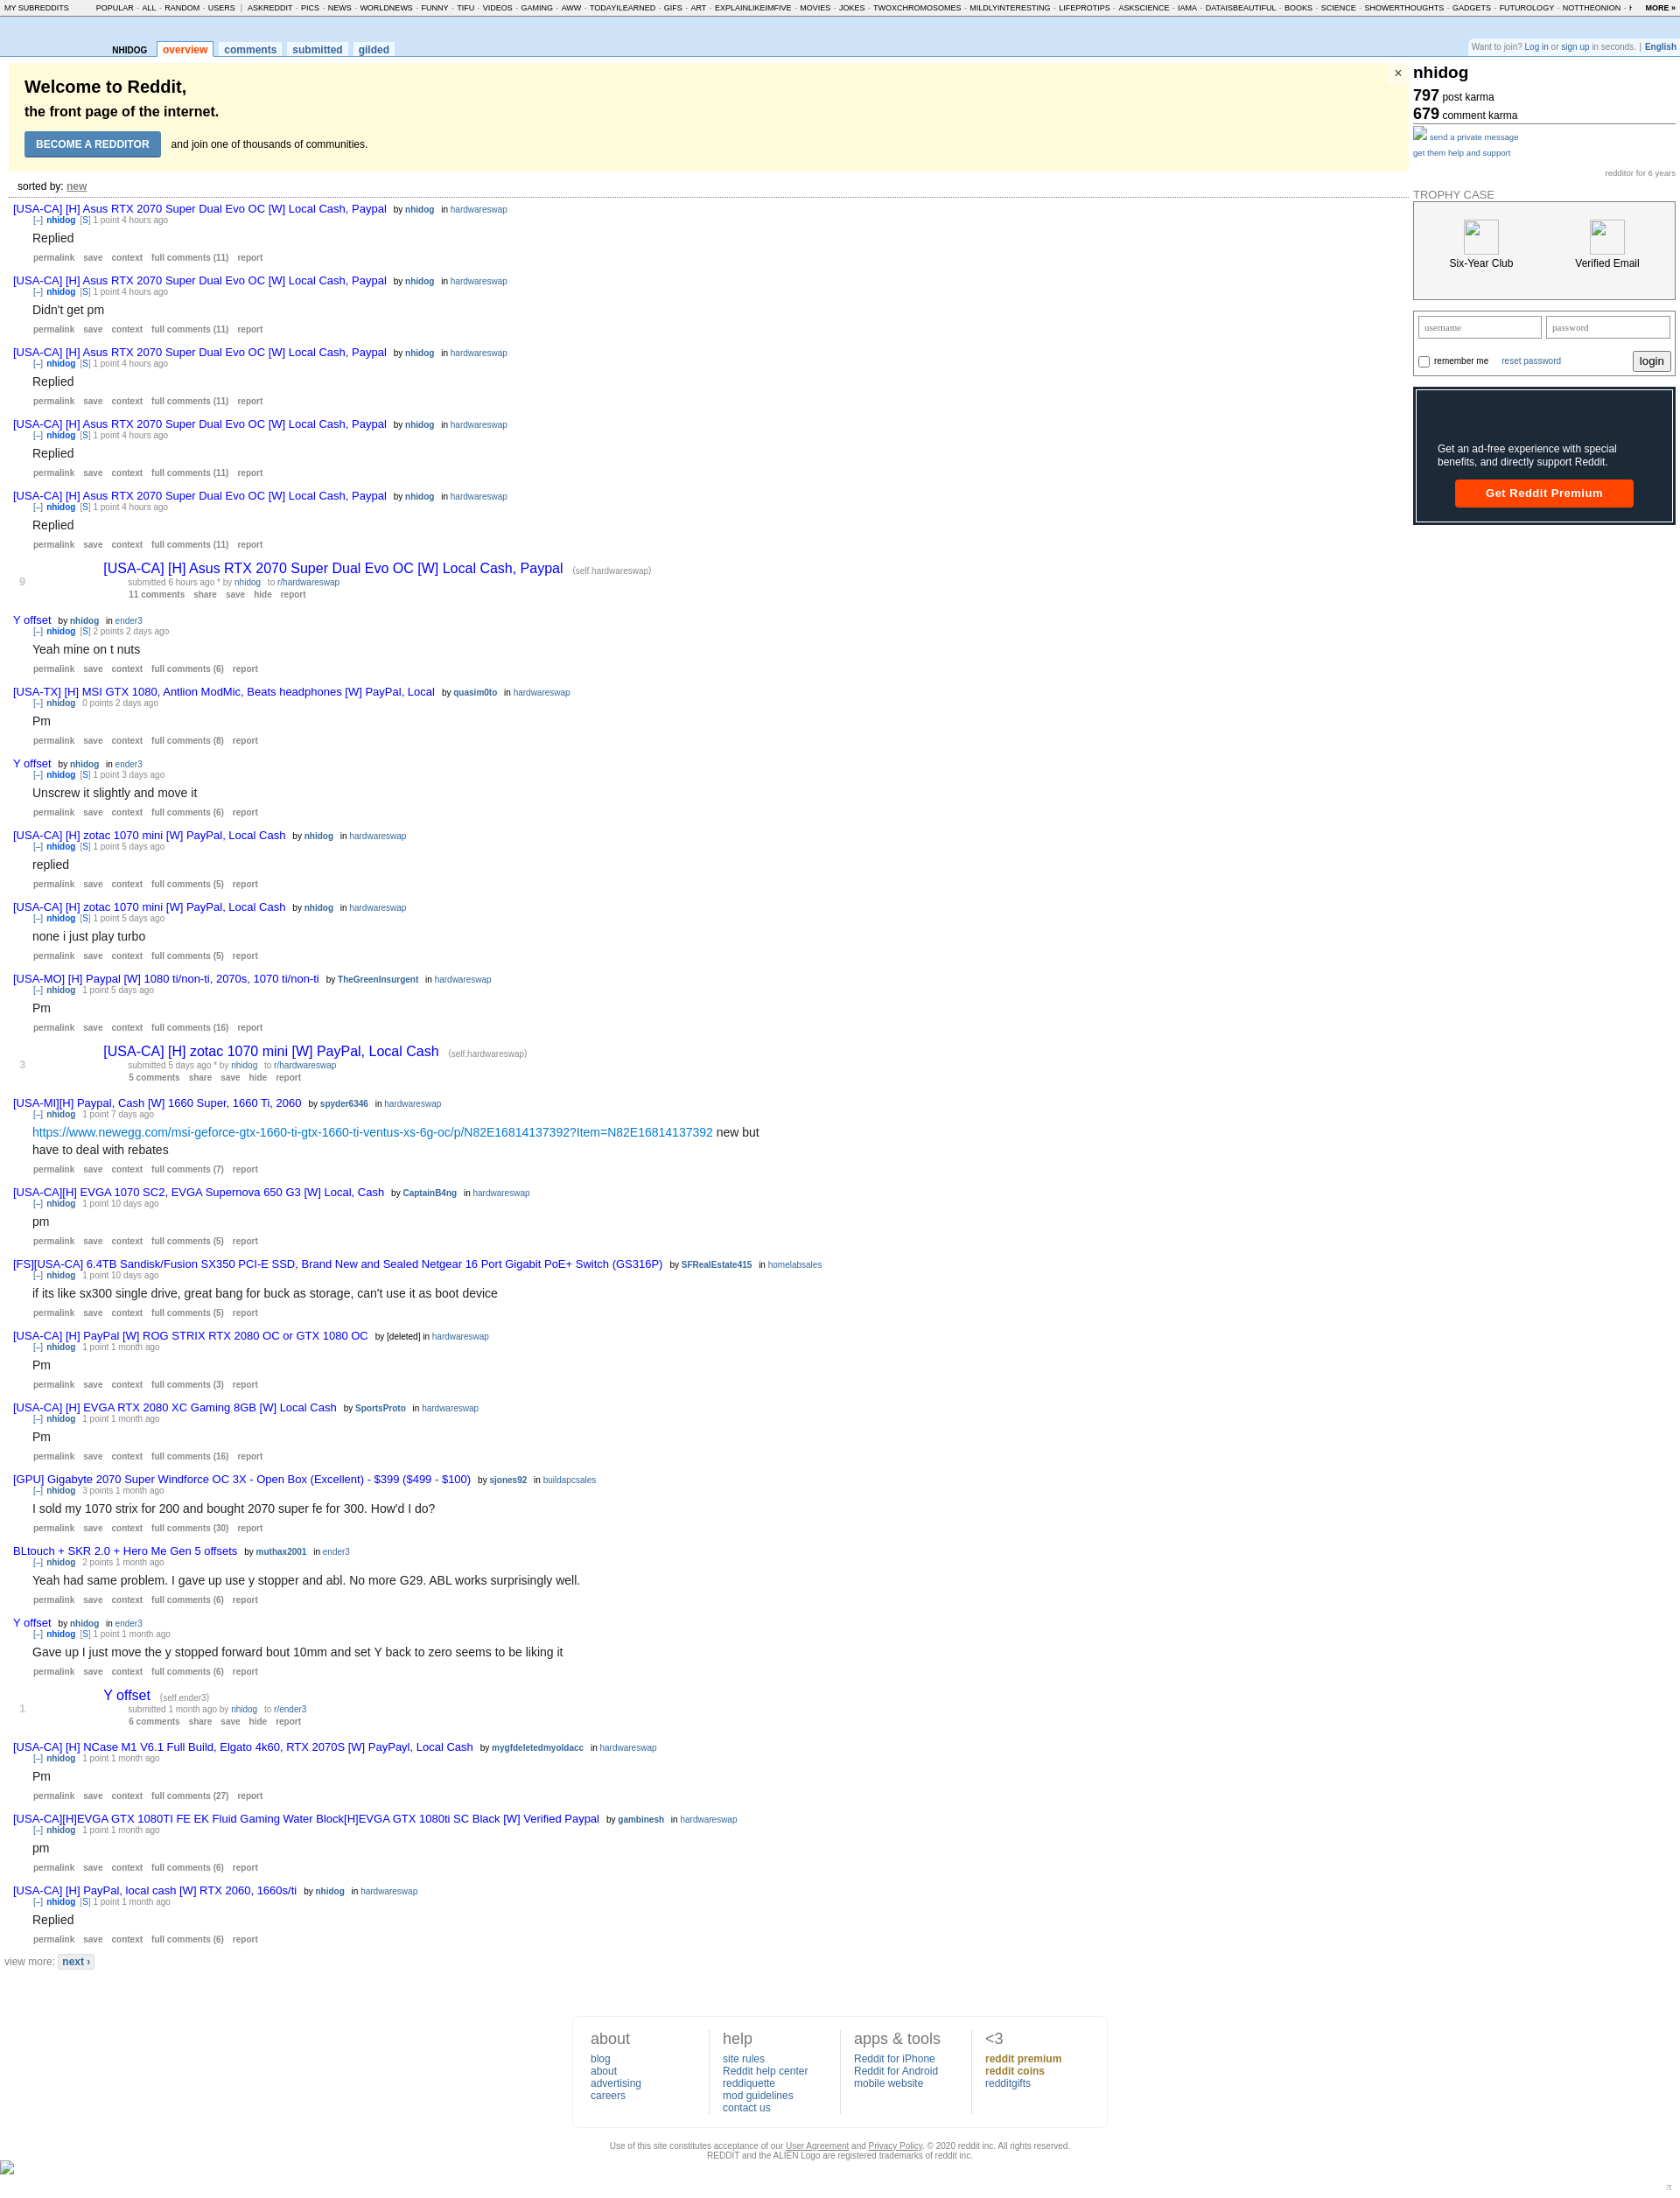 MY SUBREDDITS POPULAR - ALL - RANDOM - USERS | ASKREDDIT - PICS - NEWS - WORLDNEWS - FUNNY - TIFU - VIDEOS - GAMING - AWW - TODAYILEARNED - GIFS - ART - EXPLAINLIKEIMFIVE - MOVIES - JOKES - TWOXCHROMOSOMES - MILDLYINTERESTING - LIFEPROTIPS - ASKSCIENCE - IAMA - DATAISBEAUTIFUL - BOOKS - SCIENCE - SHOWERTHOUGHTS - GADGETS - FUTUROLOGY - NOTTHEONION - MORE »
NHIDOG overview comments submitted gilded
Want to join? Log in or sign up in seconds. | English
Welcome to Reddit,
the front page of the internet.
BECOME A REDDITOR and join one of thousands of communities.
×
nhidog
797 post karma
679 comment karma
send a private message
get them help and support
redditor for 6 years
TROPHY CASE
Six-Year Club Verified Email
username password
remember me reset password login
Get an ad-free experience with special
benefits, and directly support Reddit.
Get Reddit Premium
sorted by: new
[USA-CA] [H] Asus RTX 2070 Super Dual Evo OC [W] Local Cash, Paypal by nhidog in hardwareswap
[–] nhidog [S] 1 point 4 hours ago
Replied
permalink save context full comments (11) report
[USA-CA] [H] Asus RTX 2070 Super Dual Evo OC [W] Local Cash, Paypal by nhidog in hardwareswap
[–] nhidog [S] 1 point 4 hours ago
Didn't get pm
permalink save context full comments (11) report
[USA-CA] [H] Asus RTX 2070 Super Dual Evo OC [W] Local Cash, Paypal by nhidog in hardwareswap
[–] nhidog [S] 1 point 4 hours ago
Replied
permalink save context full comments (11) report
[USA-CA] [H] Asus RTX 2070 Super Dual Evo OC [W] Local Cash, Paypal by nhidog in hardwareswap
[–] nhidog [S] 1 point 4 hours ago
Replied
permalink save context full comments (11) report
[USA-CA] [H] Asus RTX 2070 Super Dual Evo OC [W] Local Cash, Paypal by nhidog in hardwareswap
[–] nhidog [S] 1 point 4 hours ago
Replied
permalink save context full comments (11) report
[USA-CA] [H] Asus RTX 2070 Super Dual Evo OC [W] Local Cash, Paypal (self.hardwareswap)
9 submitted 6 hours ago * by nhidog to r/hardwareswap
11 comments share save hide report
Y offset by nhidog in ender3
[–] nhidog [S] 2 points 2 days ago
Yeah mine on t nuts
permalink save context full comments (6) report
[USA-TX] [H] MSI GTX 1080, Antlion ModMic, Beats headphones [W] PayPal, Local by quasim0to in hardwareswap
[–] nhidog 0 points 2 days ago
Pm
permalink save context full comments (8) report
Y offset by nhidog in ender3
[–] nhidog [S] 1 point 3 days ago
Unscrew it slightly and move it
permalink save context full comments (6) report
[USA-CA] [H] zotac 1070 mini [W] PayPal, Local Cash by nhidog in hardwareswap
[–] nhidog [S] 1 point 5 days ago
replied
permalink save context full comments (5) report
[USA-CA] [H] zotac 1070 mini [W] PayPal, Local Cash by nhidog in hardwareswap
[–] nhidog [S] 1 point 5 days ago
none i just play turbo
permalink save context full comments (5) report
[USA-MO] [H] Paypal [W] 1080 ti/non-ti, 2070s, 1070 ti/non-ti by TheGreenInsurgent in hardwareswap
[–] nhidog 1 point 5 days ago
Pm
permalink save context full comments (16) report
[USA-CA] [H] zotac 1070 mini [W] PayPal, Local Cash (self.hardwareswap)
3 submitted 5 days ago * by nhidog to r/hardwareswap
5 comments share save hide report
[USA-MI][H] Paypal, Cash [W] 1660 Super, 1660 Ti, 2060 by spyder6346 in hardwareswap
[–] nhidog 1 point 7 days ago
https://www.newegg.com/msi-geforce-gtx-1660-ti-gtx-1660-ti-ventus-xs-6g-oc/p/N82E16814137392?Item=N82E16814137392 new but
have to deal with rebates
permalink save context full comments (7) report
[USA-CA][H] EVGA 1070 SC2, EVGA Supernova 650 G3 [W] Local, Cash by CaptainB4ng in hardwareswap
[–] nhidog 1 point 10 days ago
pm
permalink save context full comments (5) report
[FS][USA-CA] 6.4TB Sandisk/Fusion SX350 PCI-E SSD, Brand New and Sealed Netgear 16 Port Gigabit PoE+ Switch (GS316P) by SFRealEstate415 in homelabsales
[–] nhidog 1 point 10 days ago
if its like sx300 single drive, great bang for buck as storage, can't use it as boot device
permalink save context full comments (5) report
[USA-CA] [H] PayPal [W] ROG STRIX RTX 2080 OC or GTX 1080 OC by [deleted] in hardwareswap
[–] nhidog 1 point 1 month ago
Pm
permalink save context full comments (3) report
[USA-CA] [H] EVGA RTX 2080 XC Gaming 8GB [W] Local Cash by SportsProto in hardwareswap
[–] nhidog 1 point 1 month ago
Pm
permalink save context full comments (16) report
[GPU] Gigabyte 2070 Super Windforce OC 3X - Open Box (Excellent) - $399 ($499 - $100) by sjones92 in buildapcsales
[–] nhidog 3 points 1 month ago
I sold my 1070 strix for 200 and bought 2070 super fe for 300. How'd I do?
permalink save context full comments (30) report
BLtouch + SKR 2.0 + Hero Me Gen 5 offsets by muthax2001 in ender3
[–] nhidog 2 points 1 month ago
Yeah had same problem. I gave up use y stopper and abl. No more G29. ABL works surprisingly well.
permalink save context full comments (6) report
Y offset by nhidog in ender3
[–] nhidog [S] 1 point 1 month ago
Gave up I just move the y stopped forward bout 10mm and set Y back to zero seems to be liking it
permalink save context full comments (6) report
Y offset (self.ender3)
1 submitted 1 month ago by nhidog to r/ender3
6 comments share save hide report
[USA-CA] [H] NCase M1 V6.1 Full Build, Elgato 4k60, RTX 2070S [W] PayPayl, Local Cash by mygfdeletedmyoldacc in hardwareswap
[–] nhidog 1 point 1 month ago
Pm
permalink save context full comments (27) report
[USA-CA][H]EVGA GTX 1080TI FE EK Fluid Gaming Water Block[H]EVGA GTX 1080ti SC Black [W] Verified Paypal by gambinesh in hardwareswap
[–] nhidog 1 point 1 month ago
pm
permalink save context full comments (6) report
[USA-CA] [H] PayPal, local cash [W] RTX 2060, 1660s/ti by nhidog in hardwareswap
[–] nhidog [S] 1 point 1 month ago
Replied
permalink save context full comments (6) report
view more: next ›
about
blog
about
advertising
careers
help
site rules
Reddit help center
reddiquette
mod guidelines
contact us
apps & tools
Reddit for iPhone
Reddit for Android
mobile website
<3
reddit premium
reddit coins
redditgifts
Use of this site constitutes acceptance of our User Agreement and Privacy Policy. © 2020 reddit inc. All rights reserved.
REDDIT and the ALIEN Logo are registered trademarks of reddit inc.
π